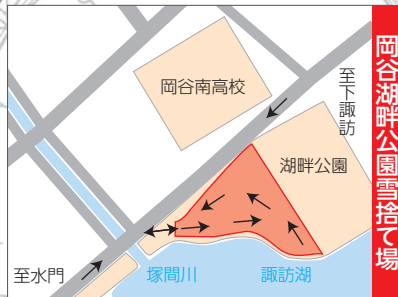 岡谷湖畔公園雪捨て場
至下諏訪
岡谷南高校
湖畔公園
至水門
塚間川
諏訪湖